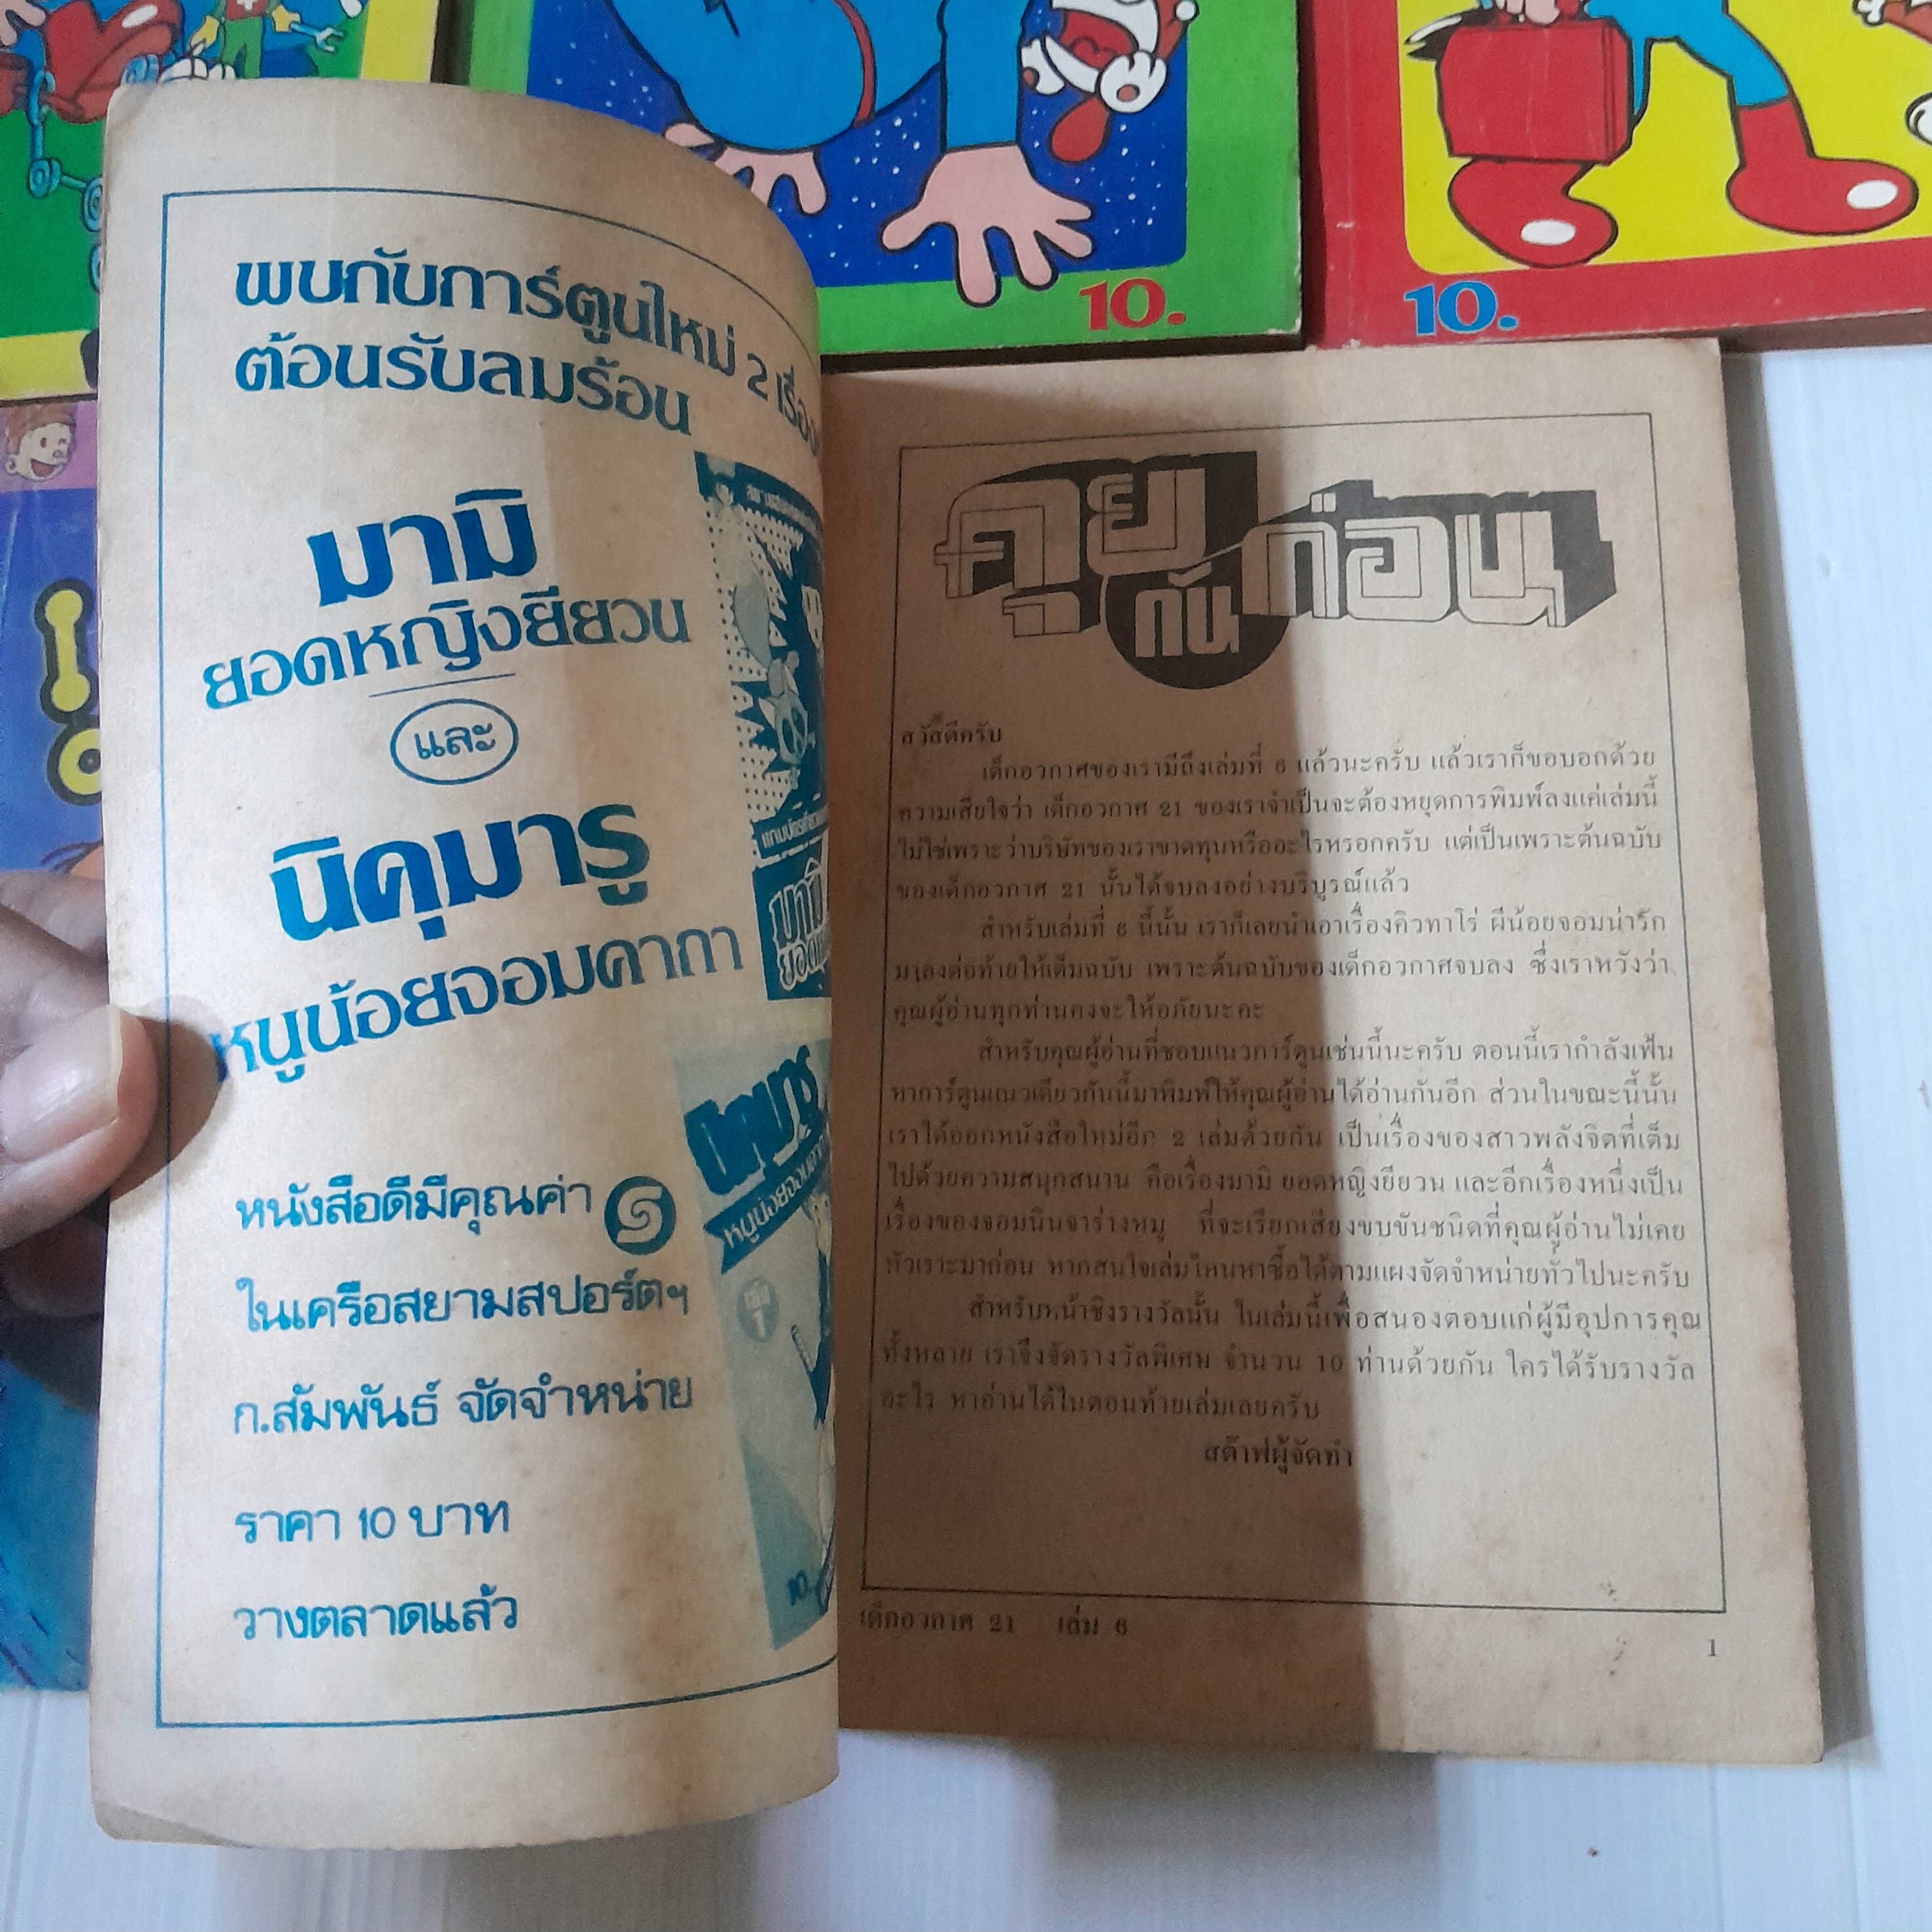 10.
10.
พบกับการ์ตูนใหม่ 2 เรื่อง
ต้อนรับลมร้อน
มามิ
ยอดหญิงยียวน
และ
นิคุมารู
หนูน้อยจอมคาถา
หนังสือดีมีคุณค่า
ในเครือสยามสปอร์ตฯ
ก.สัมพันธ์ จัดจำหน่าย
ราคา 10 บาท
วางตลาดแล้ว
มามิ
นิคุมารู
10.
คุยกันก่อน
สวัสดีครับ
เด็กอวกาศของเรามีถึงเล่มที่ 6 แล้วนะครับ แล้วเราก็ขอบอกด้วย
ความเสียใจว่า เด็กอวกาศ 21 ของเราจำเป็นจะต้องหยุดการพิมพ์ลงแค่เล่มนี้
ไม่ใช่เพราะว่าบริษัทของเราขาดทุนหรืออะไรหรอกครับ แต่เป็นเพราะต้นฉบับ
ของเด็กอวกาศ 21 นั้นได้จบลงอย่างบริบูรณ์แล้ว
สำหรับเล่มที่ 6 นี้นั้น เราก็เลยนำเอาเรื่องคิวทาโร่ ผีน้อยจอมน่ารัก
มาลงต่อท้ายให้เต็มฉบับ เพราะต้นฉบับของเด็กอวกาศจบลง ซึ่งเราหวังว่า
คุณผู้อ่านทุกท่านคงจะให้อภัยนะคะ
สำหรับคุณผู้อ่านที่ชอบแนวการ์ตูนเช่นนี้นะครับ ตอนนี้เรากำลังเฟ้น
หาการ์ตูนแนวเดียวกันนี้มาพิมพ์ให้คุณผู้อ่านได้อ่านกันอีก ส่วนในขณะนี้นั้น
เราได้ออกหนังสือใหม่อีก 2 เล่มด้วยกัน เป็นเรื่องของสาวพลังจิตที่เต็ม
ไปด้วยความสนุกสนาน คือเรื่องมามิ ยอดหญิงยียวน และอีกเรื่องหนึ่งเป็น
เรื่องของจอมนินจาร่างหมู ที่จะเรียกเสียงขบขันชนิดที่คุณผู้อ่านไม่เคย
หัวเราะมาก่อน หากสนใจเล่มไหนหาซื้อได้ตามแผงจัดจำหน่ายทั่วไปนะครับ
สำหรับหน้าชิงรางวัลนั้น ในเล่มนี้เพื่อสนองตอบแก่ผู้มีอุปการคุณ
ทั้งหลาย เราจึงจัดรางวัลพิเศษ จำนวน 10 ท่านด้วยกัน ใครได้รับรางวัล
อะไร หาอ่านได้ในตอนท้ายเล่มเลยครับ
สต๊าฟผู้จัดทำ
เด็กอวกาศ 21 เล่ม 6
1